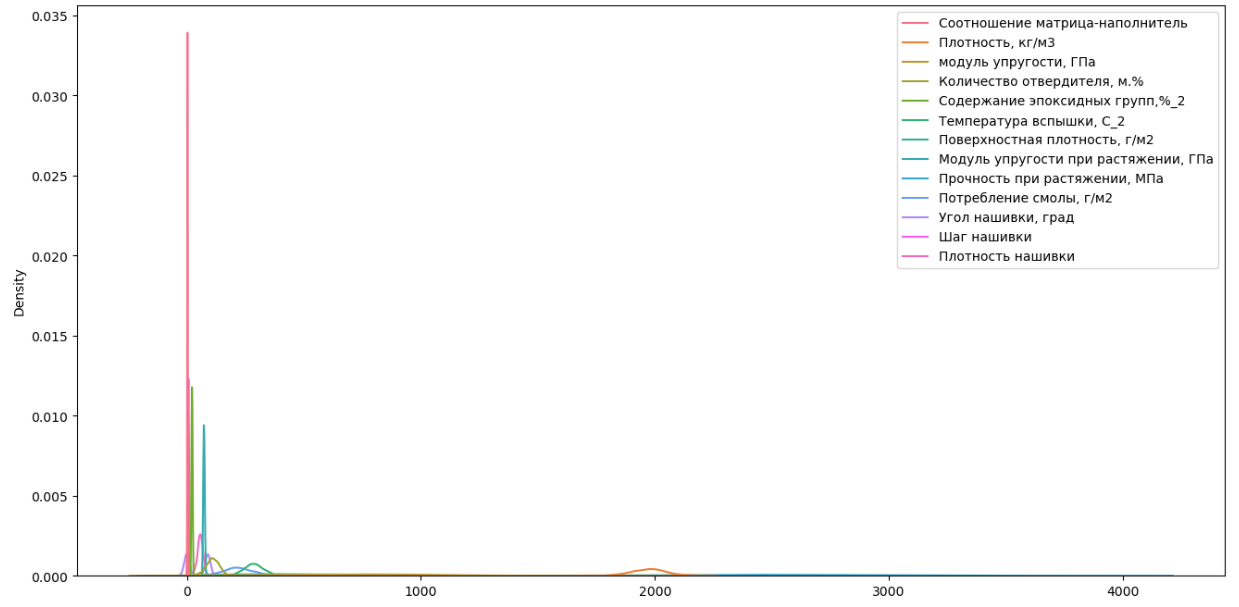 0.035
0.030
0.025
0.020
0.015
0.010
0.005
0.000
Density
0
1000
2000
3000
4000
Соотношение матрица-наполнитель
Плотность, кг/м3
модуль упругости, ГПа
Количество отвердителя, м.%
Содержание эпоксидных групп,%_2
Температура вспышки, С_2
Поверхностная плотность, г/м2
Модуль упругости при растяжении, ГПа
Прочность при растяжении, МПа
Потребление смолы, г/м2
Угол нашивки, град
Шаг нашивки
Плотность нашивки